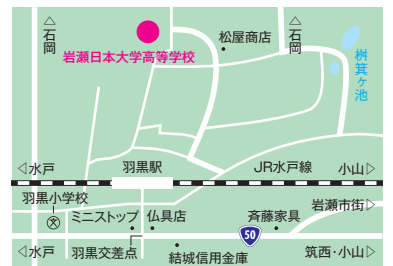 △石岡
△石岡
松屋商店
岩瀬日本大学高等学校
桝箕ヶ池
◁水戸
羽黒駅
JR水戸線
小山▷
羽黒小学校
文
岩瀬市街▷
ミニストップ
仏具店
斉藤家具
50
◁水戸
羽黒交差点
結城信用金庫
筑西・小山▷